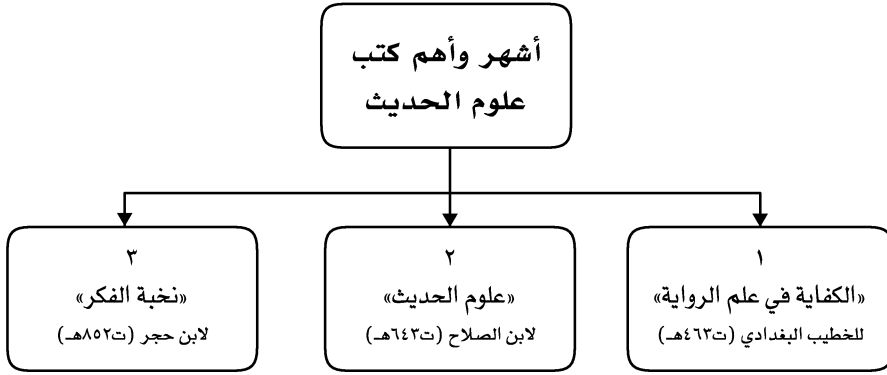 أشهر وأهم كتب
علوم الحديث
١
«الكفاية في علم الرواية»
للخطيب البغدادي (ت٤٦٣هـ)
٢
«علوم الحديث»
لابن الصلاح (ت٦٤٣هـ)
٣
«نخبة الفكر»
لابن حجر (ت٨٥٢هـ)